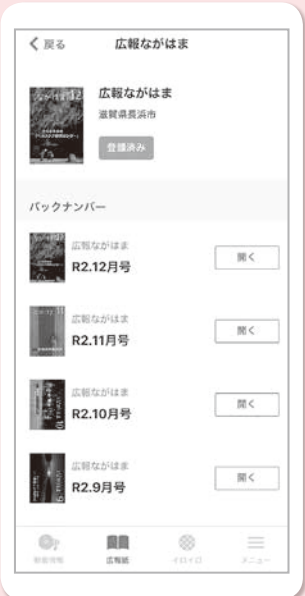 戻る 広報ながはま
広報ながはま
滋賀県長浜市
登録済み
バックナンバー
広報ながはま
R2.12月号
開く
広報ながはま
R2.11月号
開く
広報ながはま
R2.10月号
開く
広報ながはま
R2.9月号
開く
広報紙 イロイロ メニュー